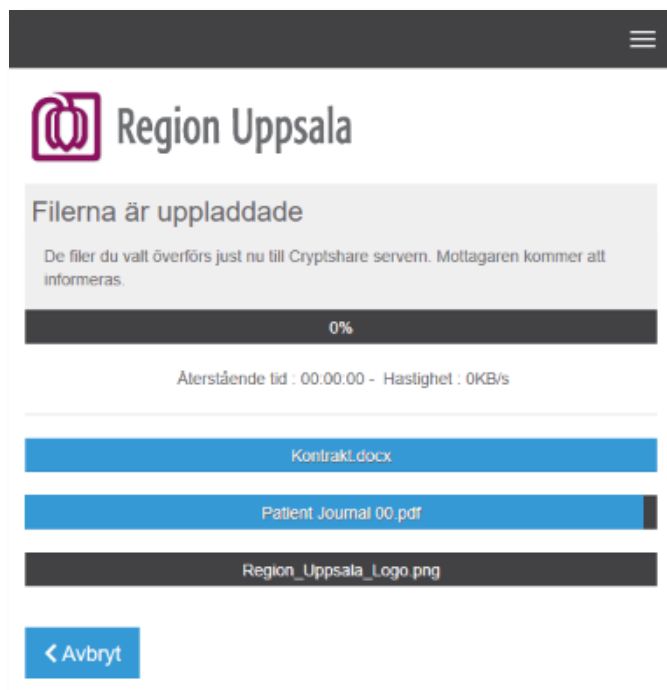 Region Uppsala
Filerna är uppladdade
De filer du valt överförs just nu till Cryptshare servern. Mottagaren kommer att
informeras.
0%
Återstående tid : 00:00:00 - Hastighet : 0KB/s
Kontrakt.docx
Patient Journal 00.pdf
Region_Uppsala_Logo.png
Avbryt